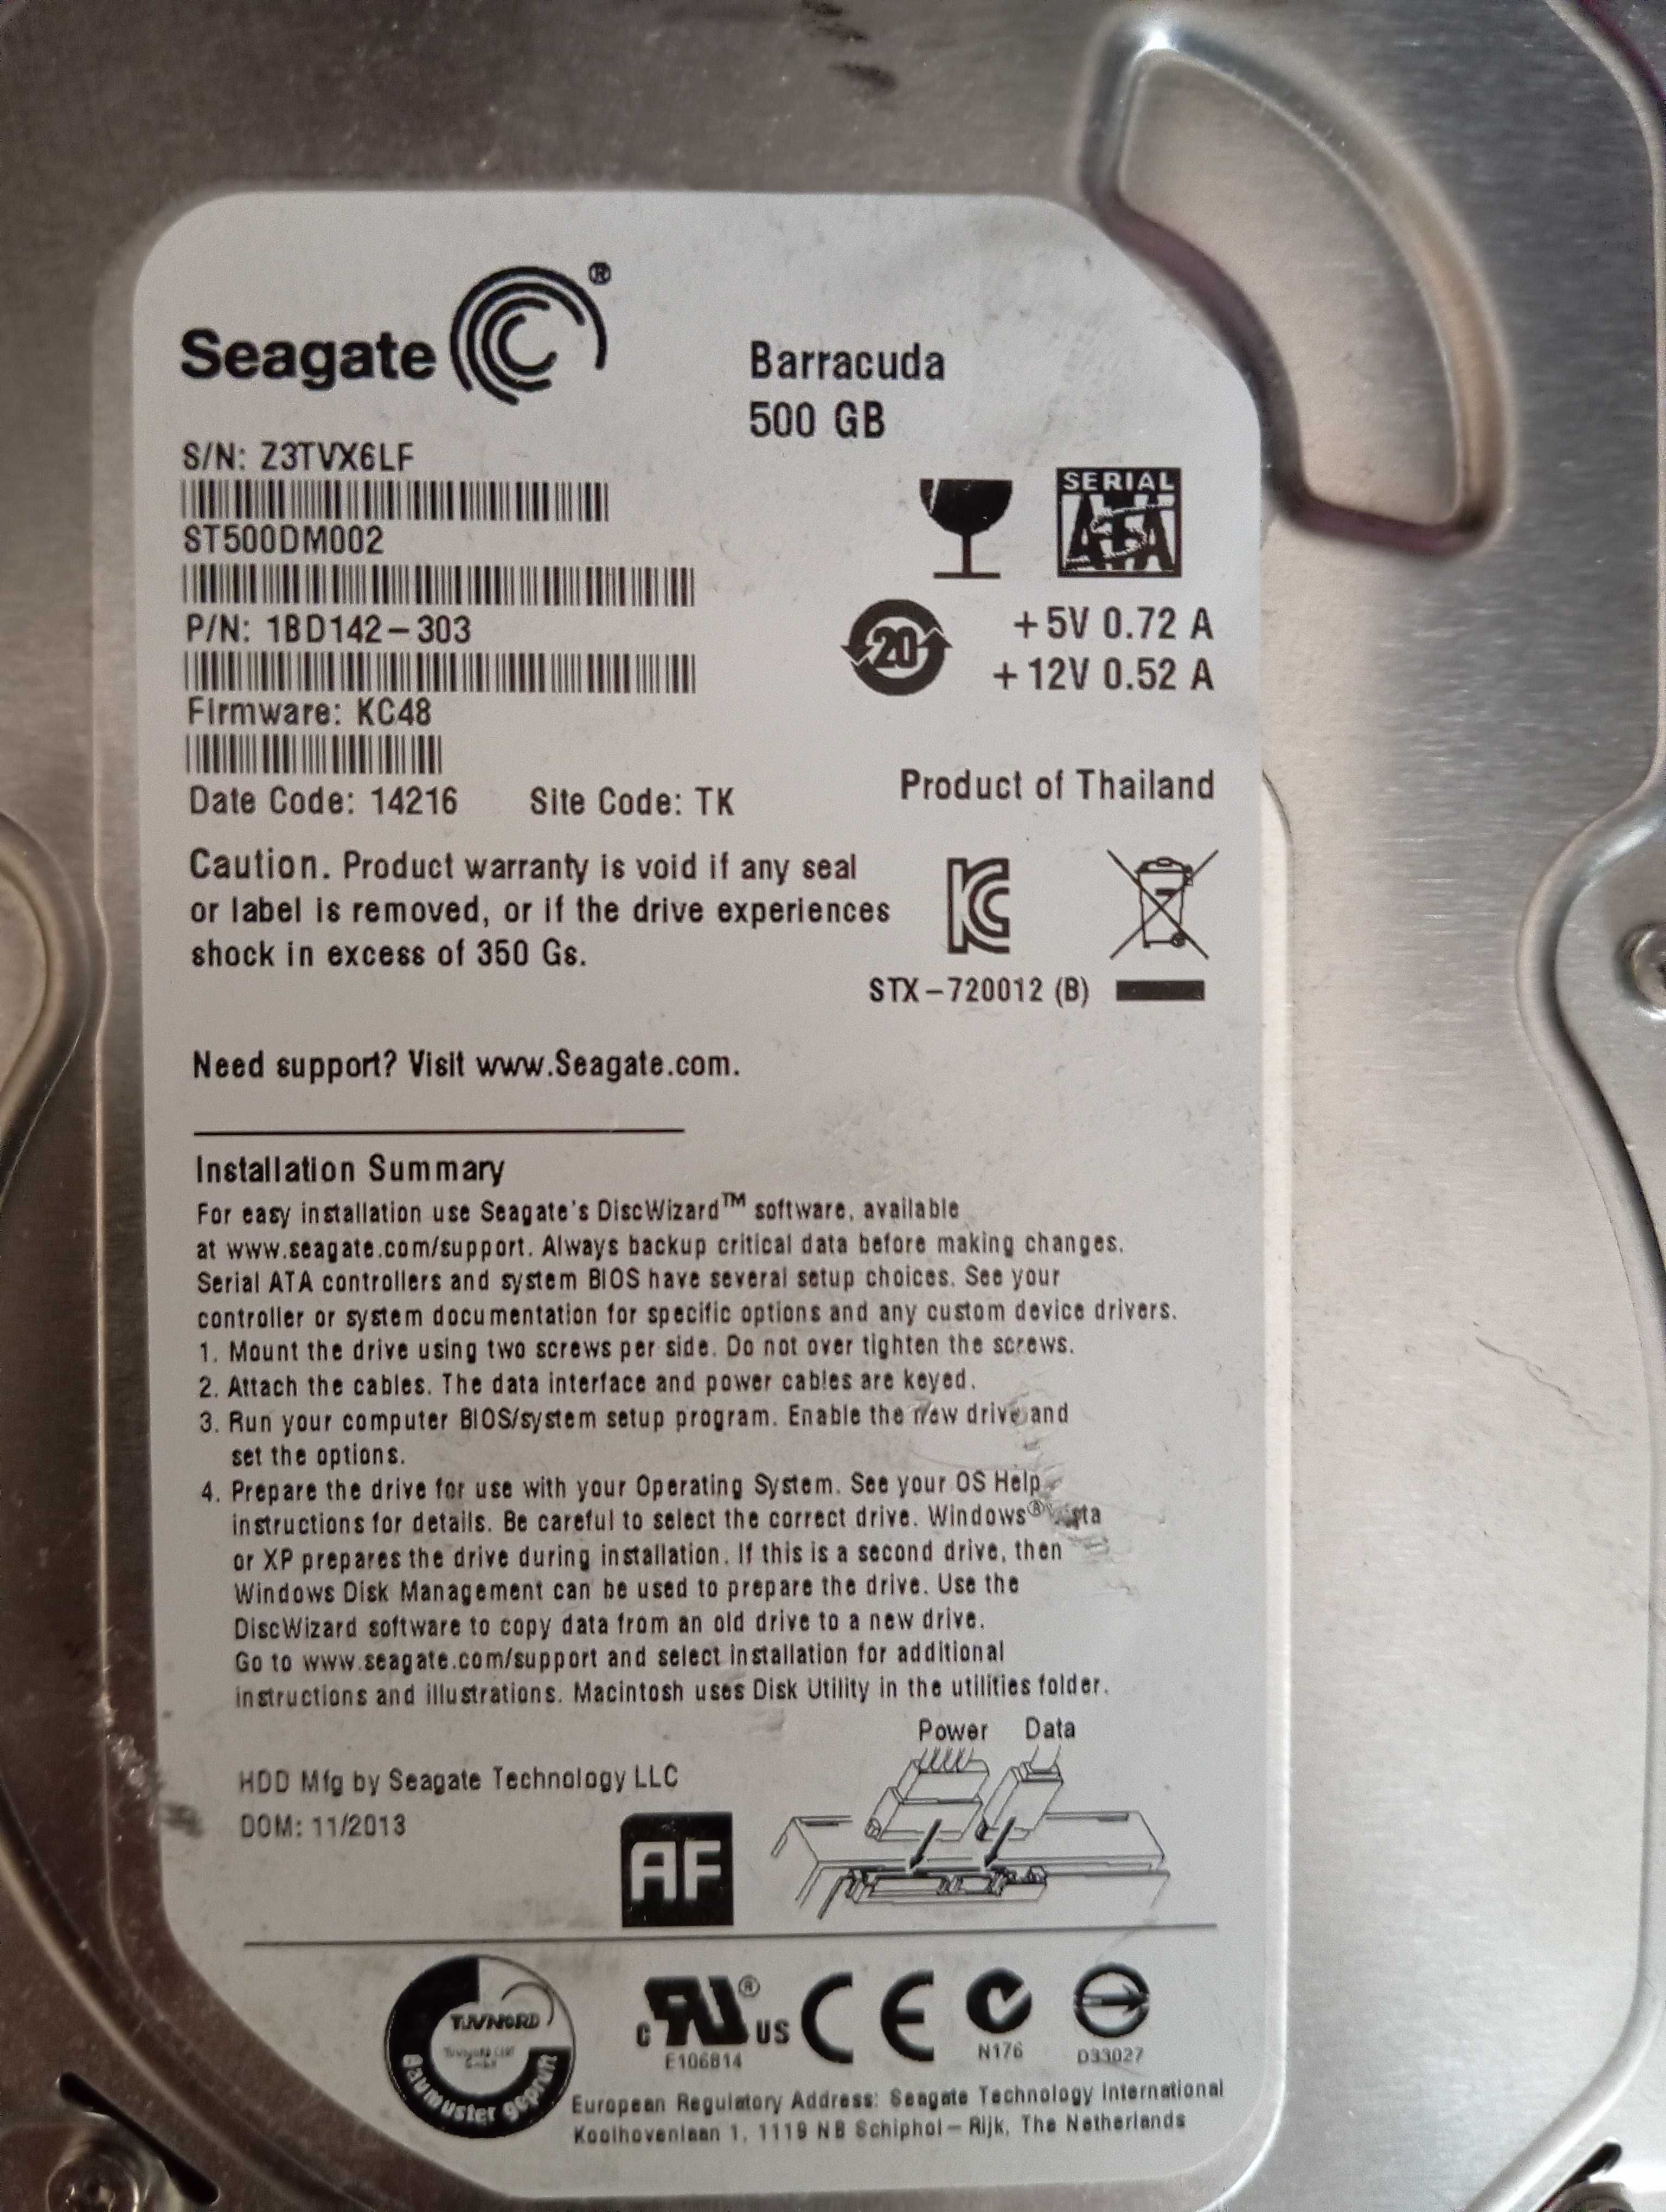 Seagate ®
Barracuda
500 GB
S/N: Z3TVX6LF
ST500DM002
P/N: 1BD142-303
Firmware: KC48
Date Code: 14216 Site Code: TK
SERIAL
ATA
20
+5V 0.72 A
+12V 0.52 A
Product of Thailand
Caution. Product warranty is void if any seal
or label is removed, or if the drive experiences
shock in excess of 350 Gs.
KC
STX-720012 (B)
Need support? Visit www.Seagate.com.
Installation Summary
For easy installation use Seagate's DiscWizard™ software, available
at www.seagate.com/support. Always backup critical data before making changes.
Serial ATA controllers and system BIOS have several setup choices. See your
controller or system documentation for specific options and any custom device drivers.
1. Mount the drive using two screws per side. Do not over tighten the screws.
2. Attach the cables. The data interface and power cables are keyed.
3. Run your computer BIOS/system setup program. Enable the new drive and
set the options.
4. Prepare the drive for use with your Operating System. See your OS Help
instructions for details. Be careful to select the correct drive. Windows®
or XP prepares the drive during installation. If this is a second drive, then
Windows Disk Management can be used to prepare the drive. Use the
DiscWizard software to copy data from an old drive to a new drive.
Go to www.seagate.com/support and select installation for additional
instructions and illustrations. Macintosh uses Disk Utility in the utilities folder.
Power Data
HDD Mfg by Seagate Technology LLC
DOM: 11/2013
AF
TUV NORD
Baumuster geprüft
c RU ® US
E106814
CE
N176
D33027
European Regulatory Address: Seagate Technology International
Koolhovenlaan 1, 1119 NB Schiphol-Rijk, The Netherlands